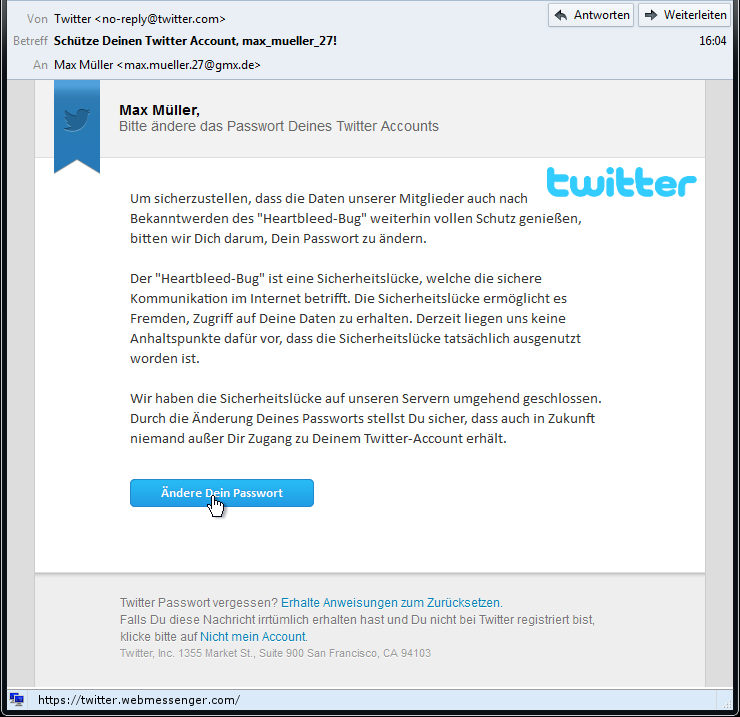 Von Twitter <no-reply@twitter.com> Antworten Weiterleiten
Betreff Schütze Deinen Twitter Account, max_mueller_27! 16:04
An Max Müller <max.mueller.27@gmx.de>
Max Müller,
Bitte ändere das Passwort Deines Twitter Accounts
twitter
Um sicherzustellen, dass die Daten unserer Mitglieder auch nach
Bekanntwerden des "Heartbleed-Bug" weiterhin vollen Schutz genießen,
bitten wir Dich darum, Dein Passwort zu ändern.
Der "Heartbleed-Bug" ist eine Sicherheitslücke, welche die sichere
Kommunikation im Internet betrifft. Die Sicherheitslücke ermöglicht es
Fremden, Zugriff auf Deine Daten zu erhalten. Derzeit liegen uns keine
Anhaltspunkte dafür vor, dass die Sicherheitslücke tatsächlich ausgenutzt
worden ist.
Wir haben die Sicherheitslücke auf unseren Servern umgehend geschlossen.
Durch die Änderung Deines Passworts stellst Du sicher, dass auch in Zukunft
niemand außer Dir Zugang zu Deinem Twitter-Account erhält.
Ändere Dein Passwort
Twitter Passwort vergessen? Erhalte Anweisungen zum Zurücksetzen.
Falls Du diese Nachricht irrtümlich erhalten hast und Du nicht bei Twitter registriert bist,
klicke bitte auf Nicht mein Account.
Twitter, Inc. 1355 Market St., Suite 900 San Francisco, CA 94103
https://twitter.webmessenger.com/